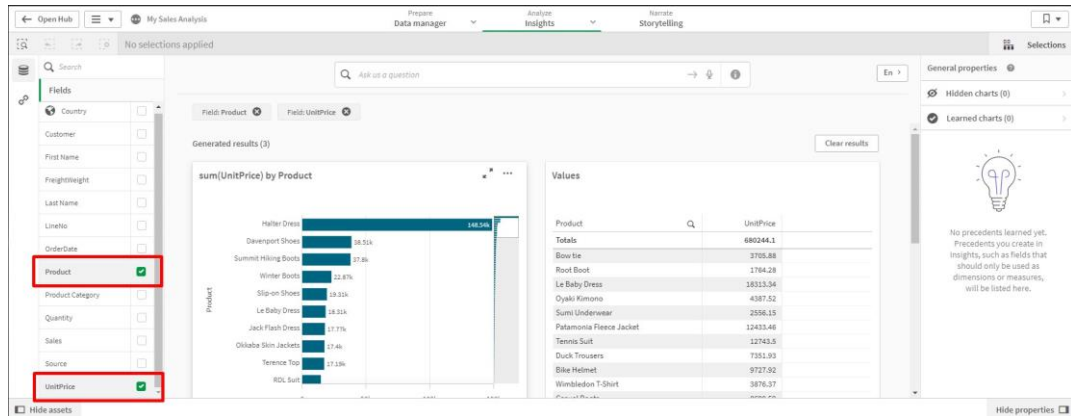 Open Hub
My Sales Analysis
Prepare
Data manager
Analyze
Insights
Narrate
Storytelling
No selections applied
Selections
Search
Fields
Country
Customer
First Name
FreightWeight
Last Name
LineNo
OrderDate
Product
Product Category
Quantity
Sales
Source
UnitPrice
Ask us a question
En
Field: Product
Field: UnitPrice
Generated results (3)
Clear results
sum(UnitPrice) by Product
Product
Halter Dress 148.54k
Davenport Shoes 38.51k
Summit Hiking Boots 37.8k
Winter Boots 22.87k
Slip-on Shoes 19.31k
Le Baby Dress 18.31k
Jack Flash Dress 17.77k
Okkaba Skin Jackets 17.4k
Terence Top 17.19k
RDL Suit
Values
Product UnitPrice
Totals 680244.1
Bow tie 3705.88
Root Boot 1784.28
Le Baby Dress 18313.34
Oyaki Kimono 4387.52
Sumi Underwear 2556.15
Patamonia Fleece Jacket 12433.46
Tennis Suit 12743.5
Duck Trousers 7351.93
Bike Helmet 9727.92
Wimbledon T-Shirt 3876.37
General properties
Hidden charts (0)
Learned charts (0)
No precedents learned yet.
Precedents you create in
Insights, such as fields that
should only be used as
dimensions or measures,
will be listed here.
Hide assets
Hide properties